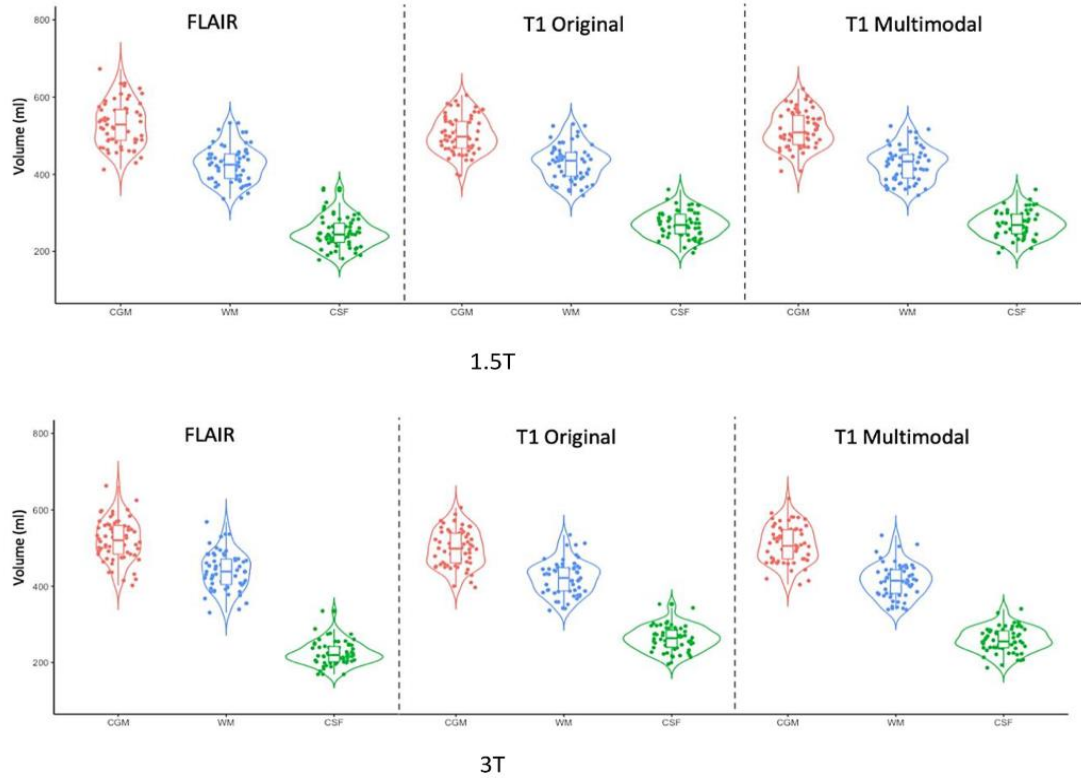 FLAIR
T1 Original
T1 Multimodal
Volume (ml)
800
600
400
200
CGM WM CSF CGM WM CSF CGM WM CSF
1.5T
FLAIR
T1 Original
T1 Multimodal
Volume (ml)
800
600
400
200
CGM WM CSF CGM WM CSF CGM WM CSF
3T